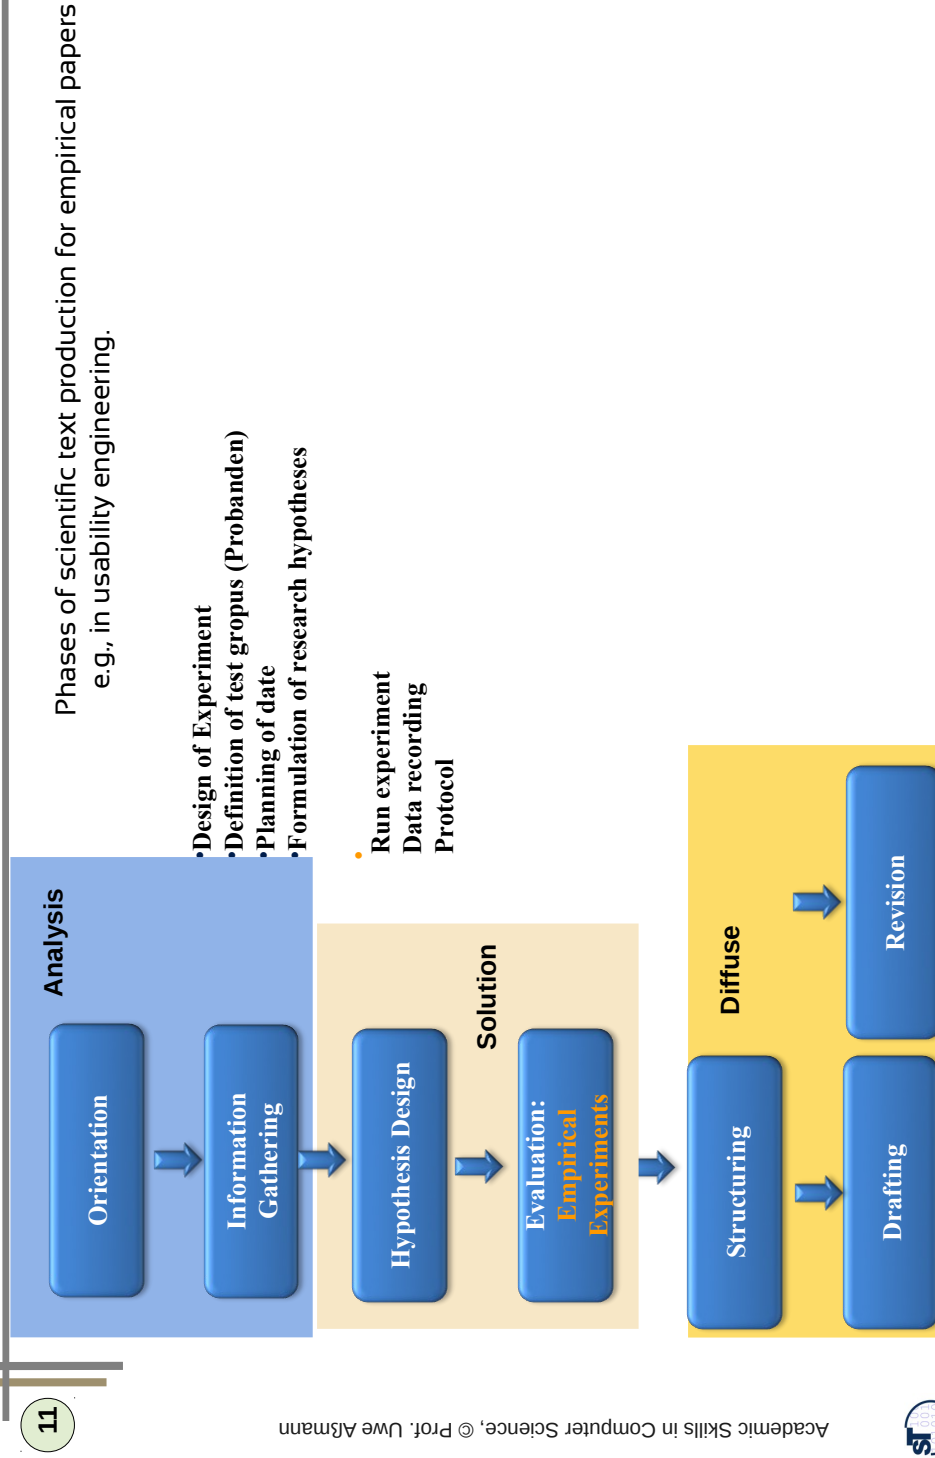 Phases of scientific text production for empirical papers
e.g., in usability engineering.
Analysis
Orientation
Information
Gathering
•Design of Experiment
•Definition of test gropus (Probanden)
•Planning of date
•Formulation of research hypotheses
Solution
Hypothesis Design
Evaluation:
Empirical
Experiments
• Run experiment
Data recording
Protocol
Diffuse
Structuring
Drafting
Revision
11
Academic Skills in Computer Science, © Prof. Uwe Aßmann
ST